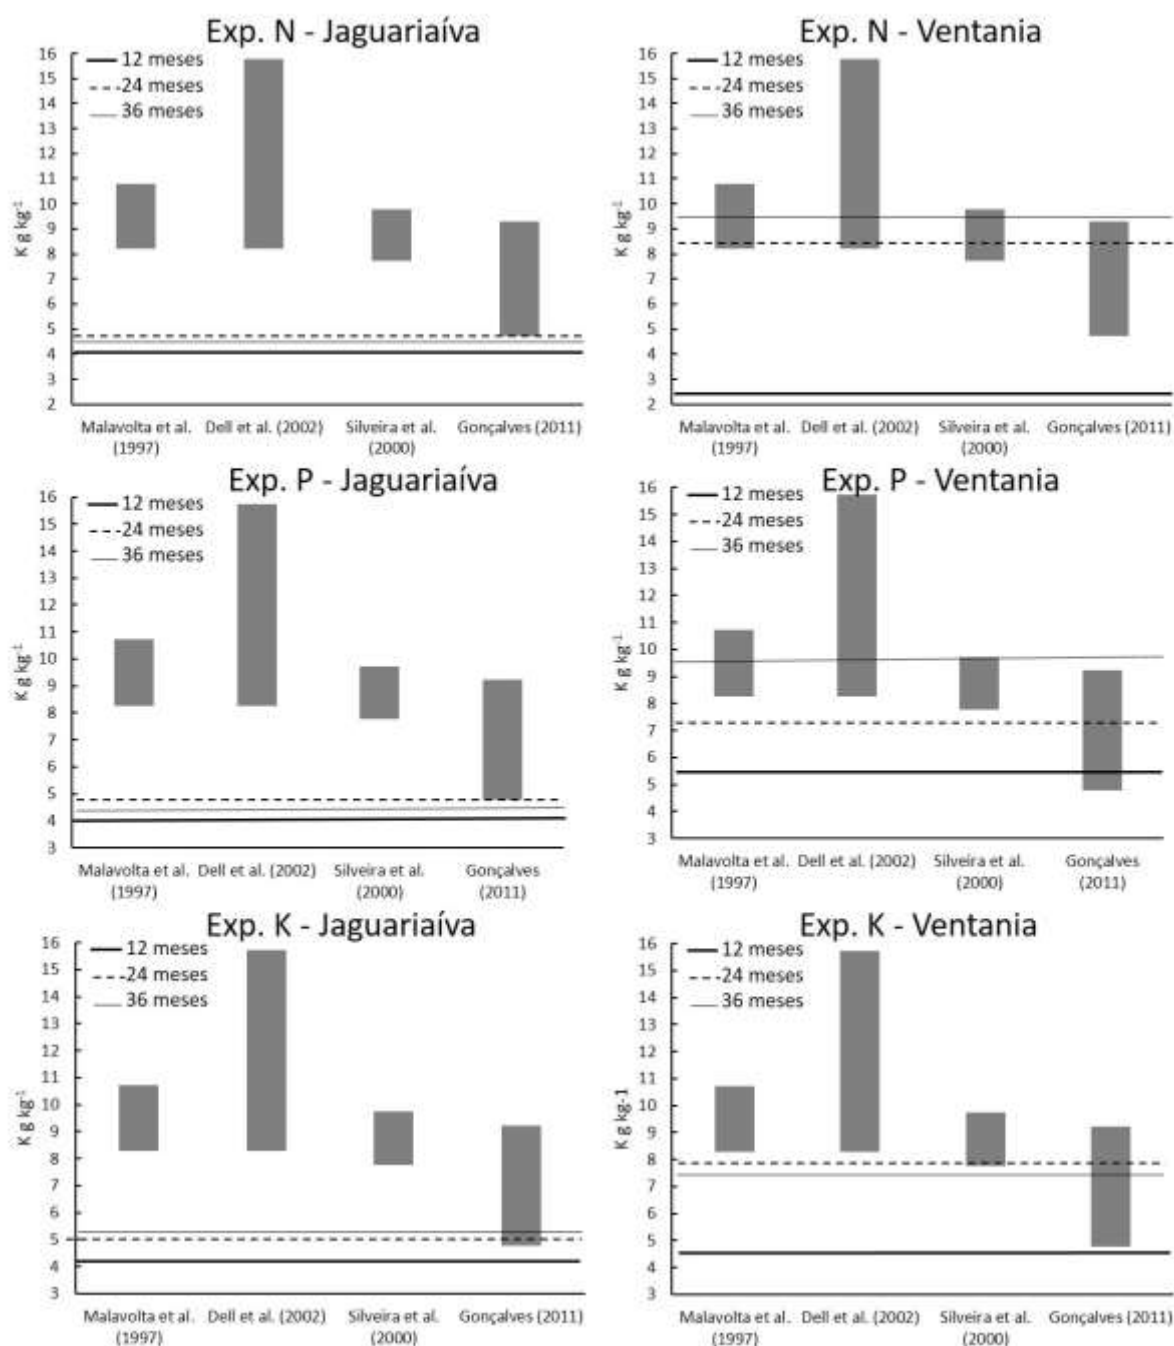 Exp. N - Jaguariaíva
16
15
14
13
12
11
10
9
8
7
6
5
4
3
2
K g kg-1
12 meses
24 meses
36 meses
Malavolta et al. Dell et al. (2002) Silveira et al. Gonçalves (2011)
(1997) (2000)
Exp. N - Ventania
16
15
14
13
12
11
10
9
8
7
6
5
4
3
2
K g kg-1
12 meses
24 meses
36 meses
Malavolta et al. Dell et al. (2002) Silveira et al. Gonçalves (2011)
(1997) (2000)
Exp. P - Jaguariaíva
16
15
14
13
12
11
10
9
8
7
6
5
4
3
K g kg-1
12 meses
24 meses
36 meses
Malavolta et al. Dell et al. (2002) Silveira et al. Gonçalves
(1997) (2000) (2011)
Exp. P - Ventania
16
15
14
13
12
11
10
9
8
7
6
5
4
3
K g kg-1
12 meses
24 meses
36 meses
Malavolta et al. Dell et al. (2002) Silveira et al. Gonçalves
(1997) (2000) (2011)
Exp. K - Jaguariaíva
16
15
14
13
12
11
10
9
8
7
6
5
4
3
K g kg-1
12 meses
24 meses
36 meses
Malavolta et al. Dell et al. (2002) Silveira et al. Gonçalves (2011)
(1997) (2000)
Exp. K - Ventania
16
15
14
13
12
11
10
9
8
7
6
5
4
3
K g kg-1
12 meses
24 meses
36 meses
Malavolta et al. Dell et al. (2002) Silveira et al. Gonçalves (2011)
(1997) (2000)